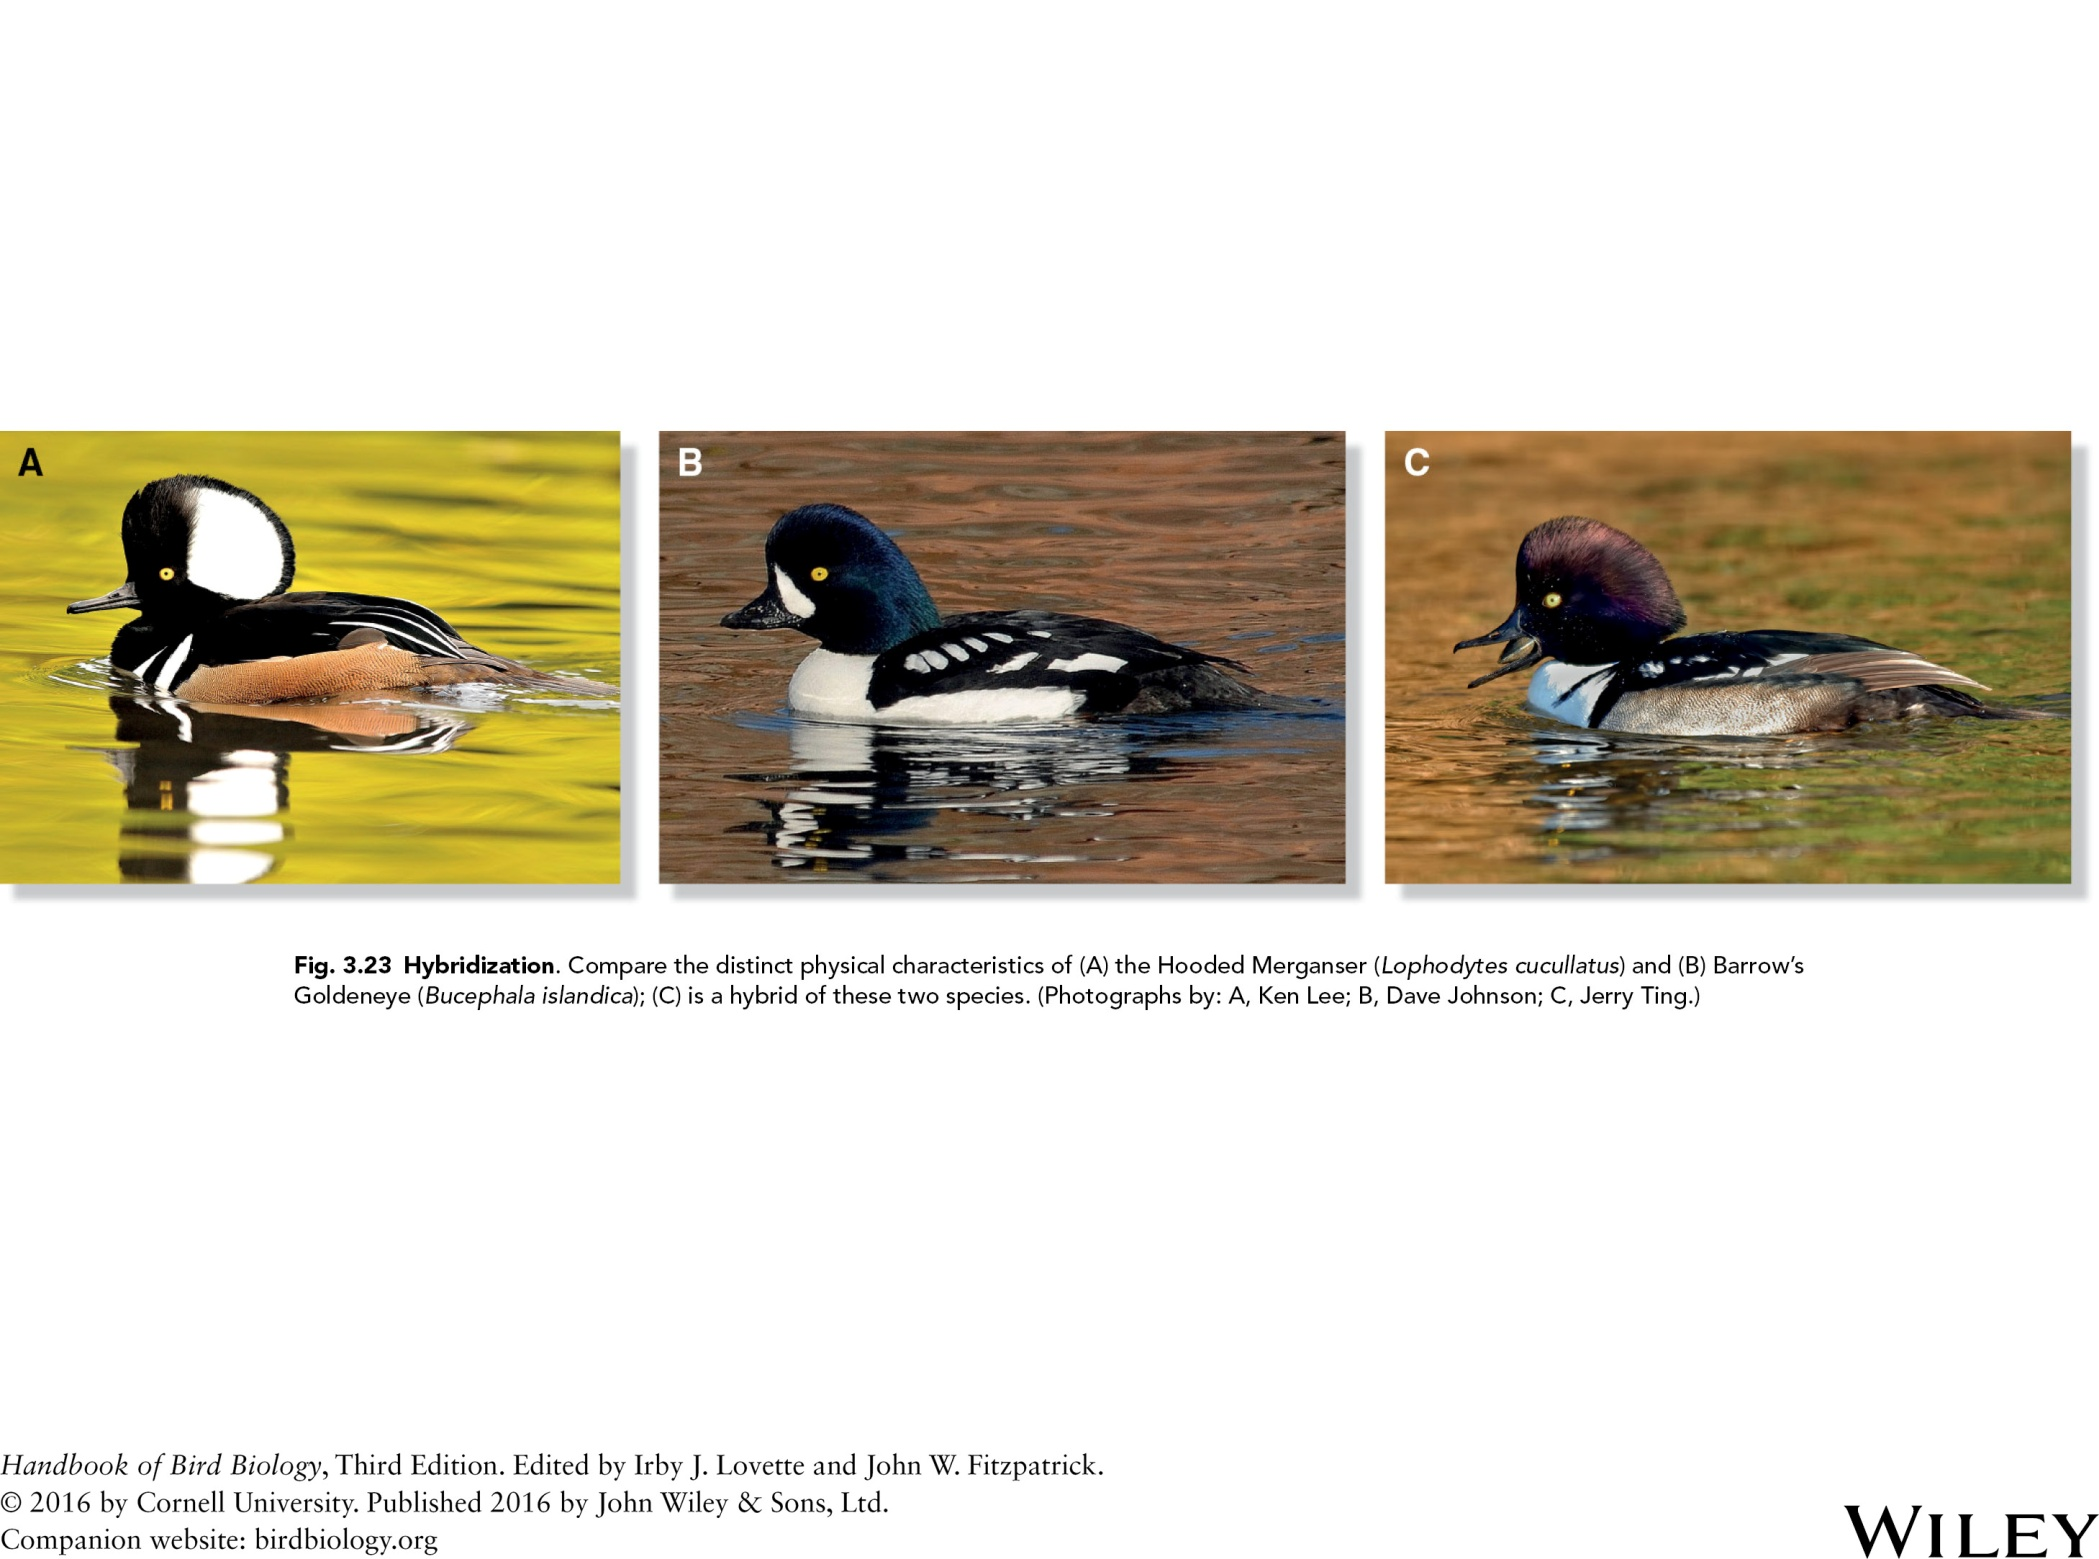 A
B
C
Fig. 3.23 Hybridization. Compare the distinct physical characteristics of (A) the Hooded Merganser (Lophodytes cucullatus) and (B) Barrow’s
Goldeneye (Bucephala islandica); (C) is a hybrid of these two species. (Photographs by: A, Ken Lee; B, Dave Johnson; C, Jerry Ting.)
Handbook of Bird Biology, Third Edition. Edited by Irby J. Lovette and John W. Fitzpatrick.
© 2016 by Cornell University. Published 2016 by John Wiley & Sons, Ltd.
Companion website: birdbiology.org
WILEY